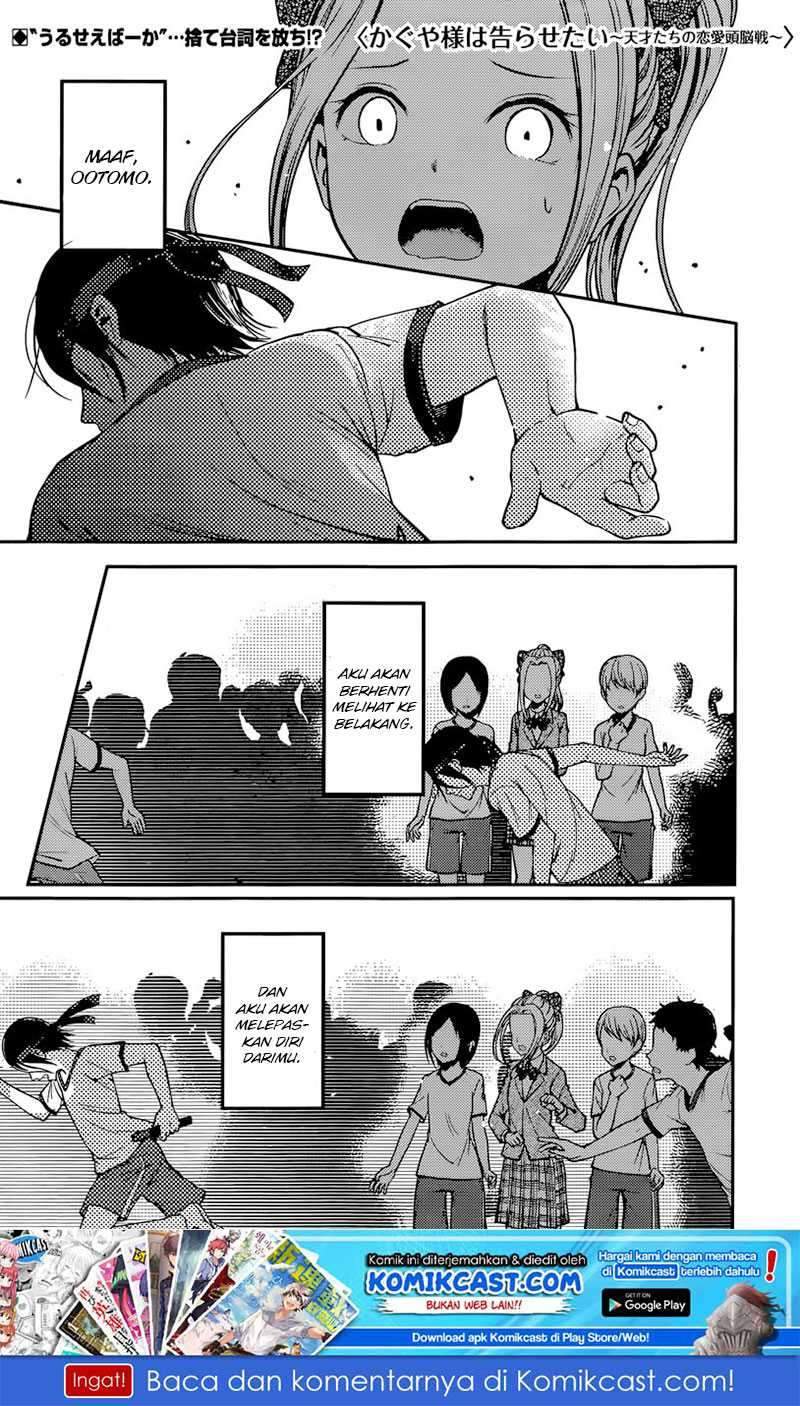 ◆"うるせえばーか"…捨て台詞を放ち!?
〈かぐや様は告らせたい～天才たちの恋愛頭脳戦～〉
MAAF,
OOTOMO.
AKU AKAN
BERHENTI
MELIHAT KE
BELAKANG.
DAN
AKU AKAN
MELEPAS-
KAN DIRI
DARIMU.
Komik ini diterjemahkan & diedit oleh
KOMIKCAST.COM
BUKAN WEB LAIN!!
Hargai kami dengan membaca
di Komikcast terlebih dahulu !
GET IT ON
Google Play
Download apk Komikcast di Play Store/Web!
Ingat! Baca dan komentarnya di Komikcast.com!